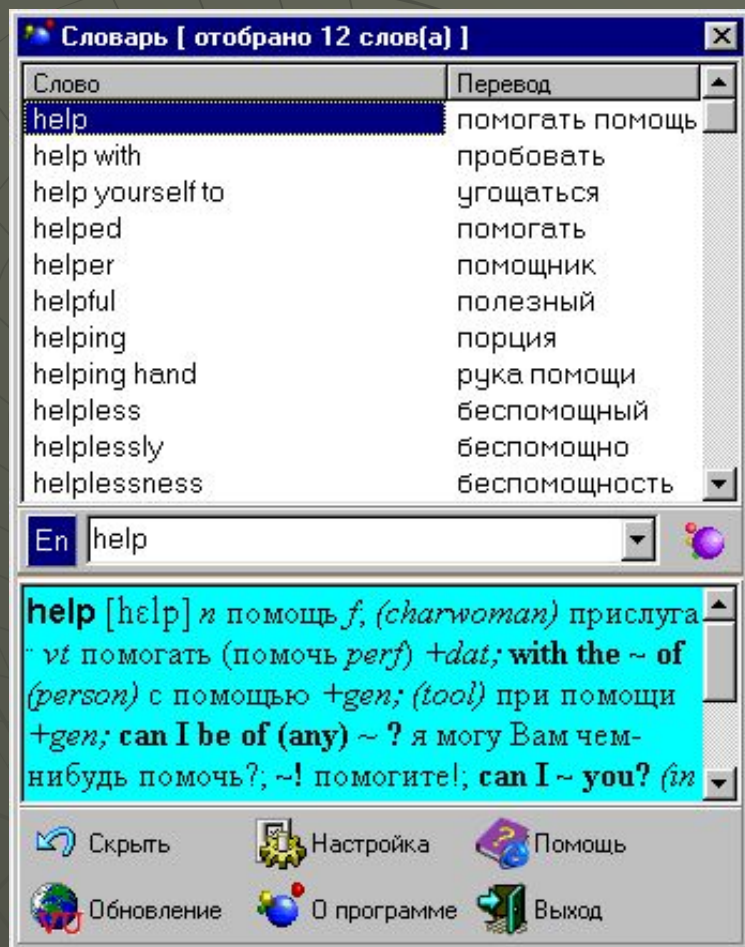 Словарь [ отобрано 12 слов(а) ]
Слово Перевод
help помогать помощь
help with пробовать
help yourself to угощаться
helped помогать
helper помощник
helpful полезный
helping порция
helping hand рука помощи
helpless беспомощный
helplessly беспомощно
helplessness беспомощность
En help
help [hɛlp] n помощь f, (charwoman) прислуга
vt помогать (помочь perf) +dat; with the ~ of
(person) с помощью +gen; (tool) при помощи
+gen; can I be of (any) ~ ? я могу Вам чем-
нибудь помочь?; ~! помогите!; can I ~ you? (in
Скрыть Настройка Помощь
VU Обновление О программе Выход